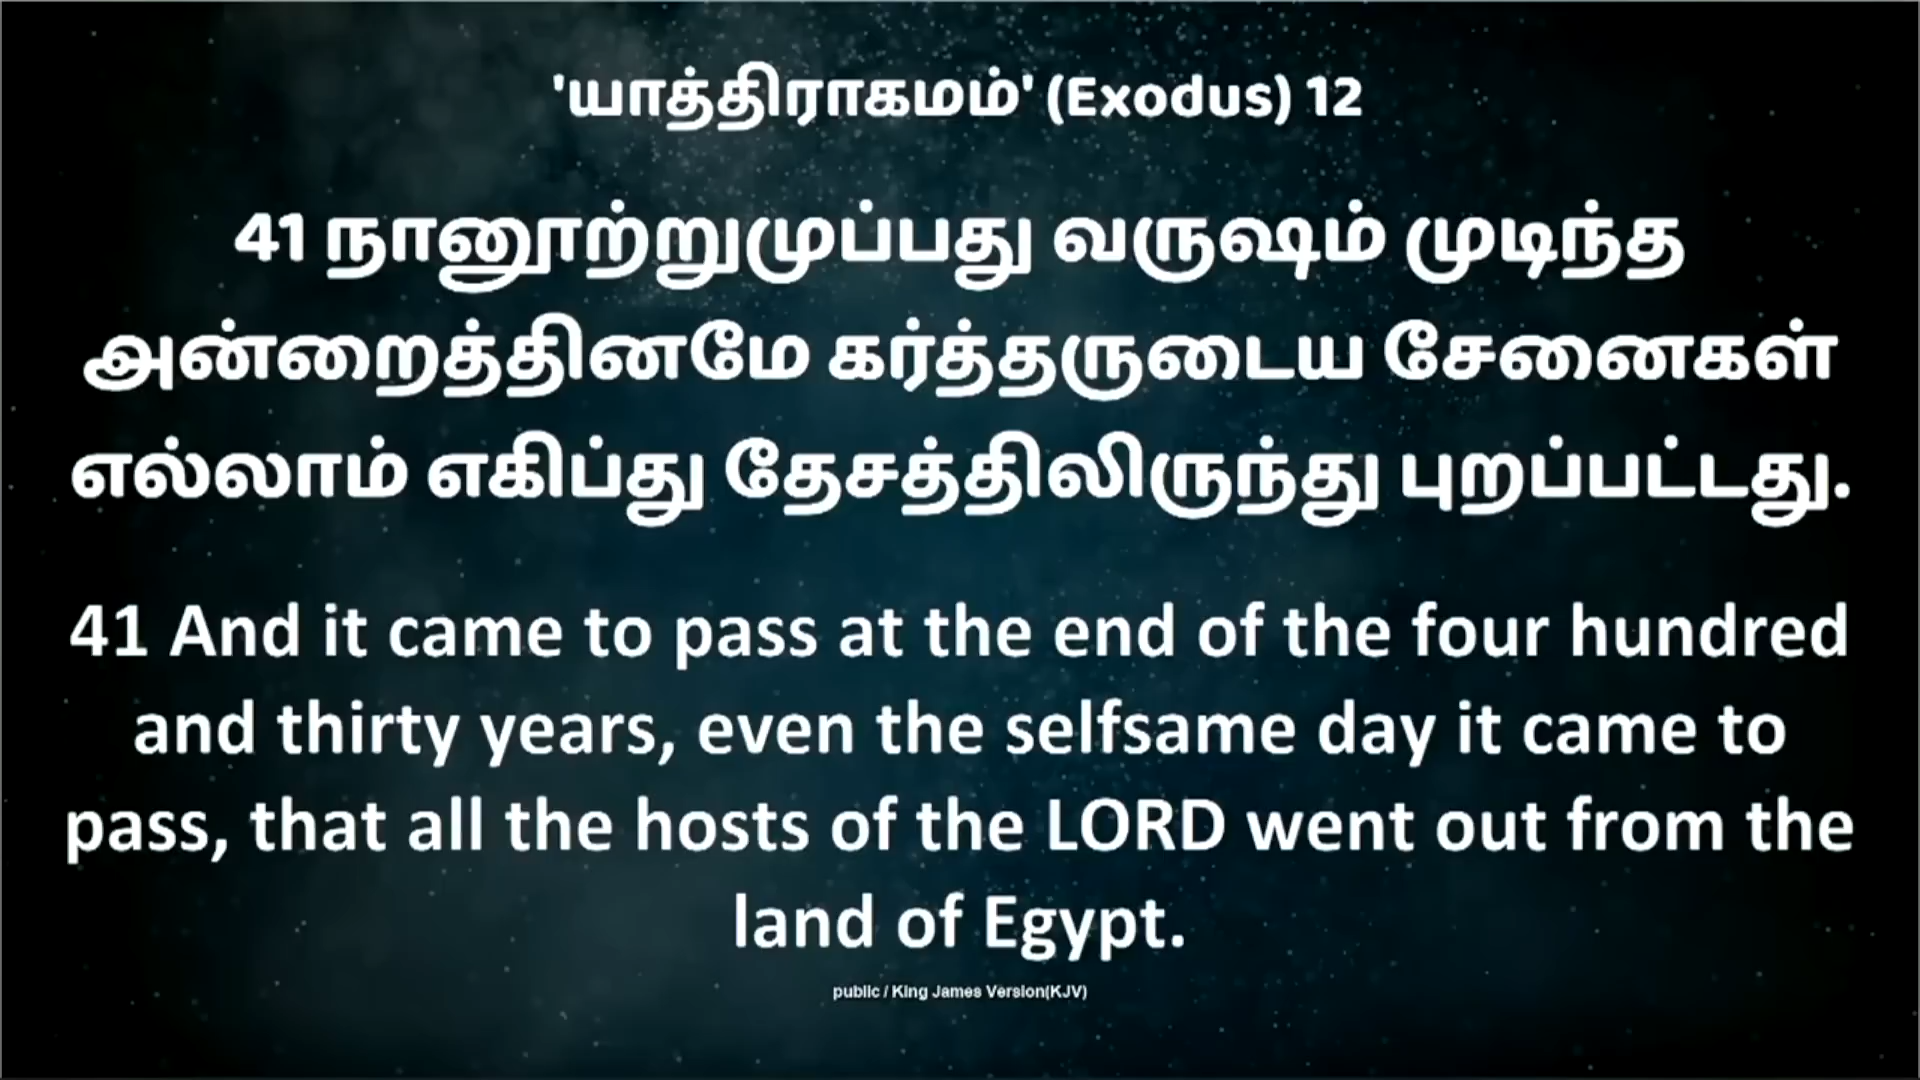 'யாத்திராகமம்' (Exodus) 12
41 நானூற்றுமுப்பது வருஷம் முடிந்த
அன்றைத்தினமே கர்த்தருடைய சேனைகள்
எல்லாம் எகிப்து தேசத்திலிருந்து புறப்பட்டது.
41 And it came to pass at the end of the four hundred
and thirty years, even the selfsame day it came to
pass, that all the hosts of the LORD went out from the
land of Egypt.
public / King James Version(KJV)